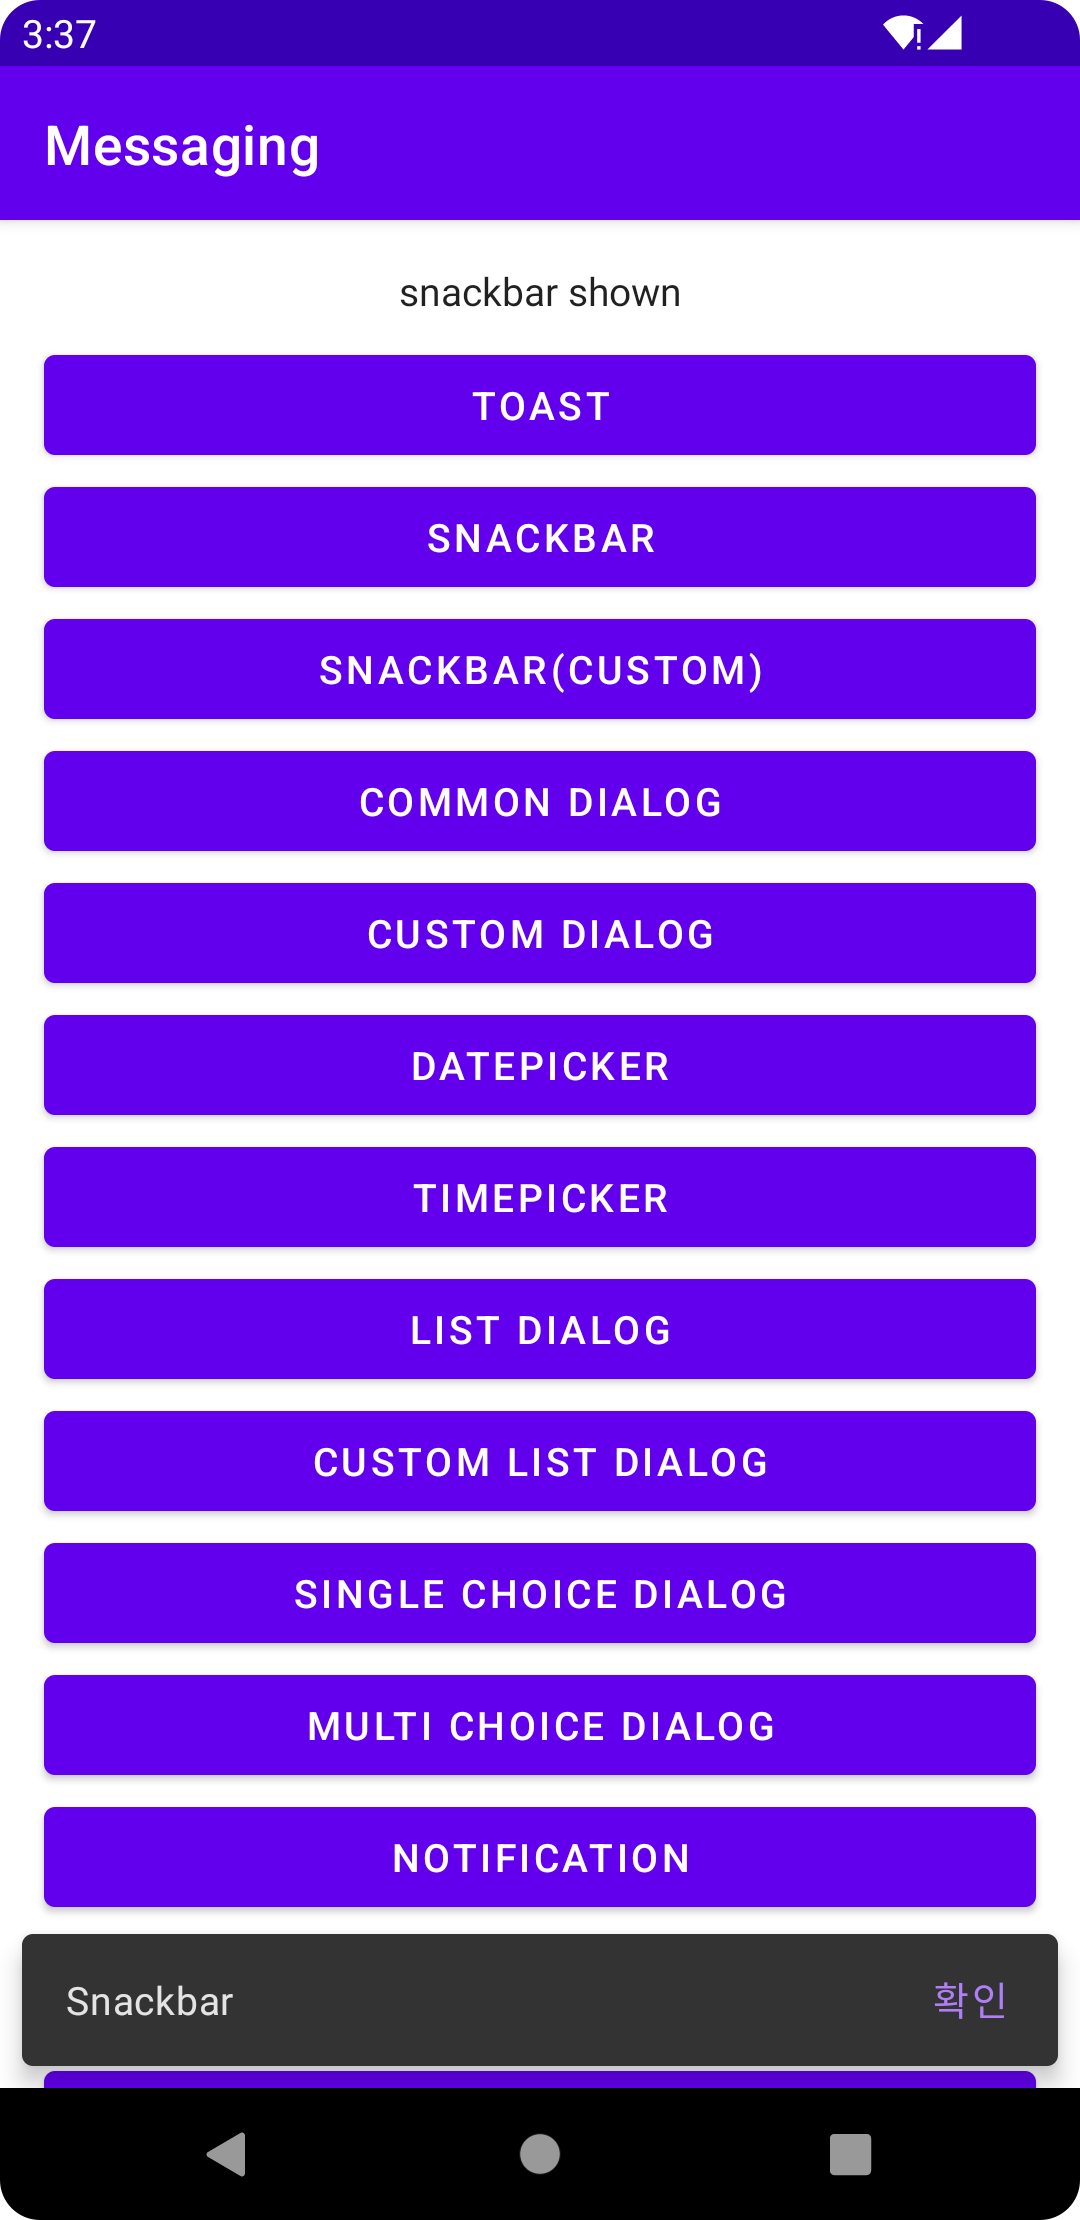 3:37
Messaging
snackbar shown
TOAST
SNACKBAR
SNACKBAR(CUSTOM)
COMMON DIALOG
CUSTOM DIALOG
DATEPICKER
TIMEPICKER
LIST DIALOG
CUSTOM LIST DIALOG
SINGLE CHOICE DIALOG
MULTI CHOICE DIALOG
NOTIFICATION
Snackbar 확인